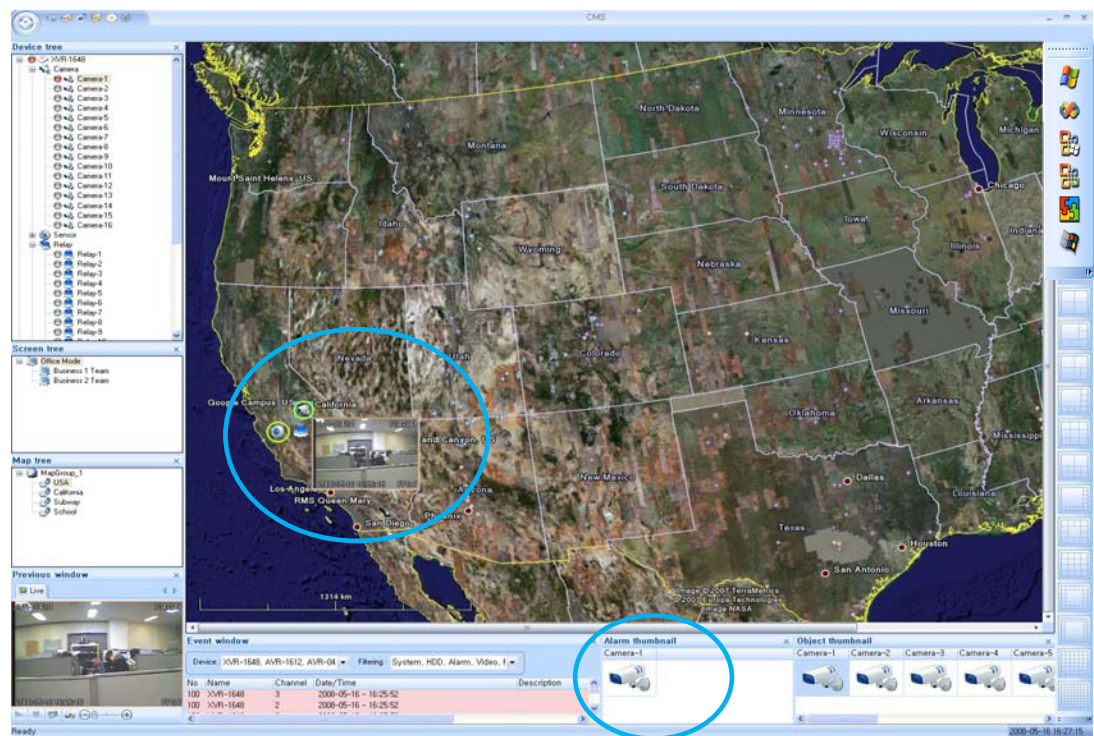 CMS
Device tree
XVR-1648
Camera
Camera-1
Camera-2
Camera-3
Camera-4
Camera-5
Camera-6
Camera-7
Camera-8
Camera-9
Camera-10
Camera-11
Camera-12
Camera-13
Camera-14
Camera-15
Camera-16
Sensor
Relay
Relay-1
Relay-2
Relay-3
Relay-4
Relay-5
Relay-6
Relay-7
Relay-8
Relay-9
Screen tree
Office Mode
Business 1 Team
Business 2 Team
Map tree
MapGroup_1
USA
California
Subway
School
Previous window
Live
North Dakota
Minnesota
Wisconsin
Michigan
Montana
Mount Saint Helens, US
South Dakota
Chicago
Idaho
Iowa
Indiana
Wyoming
Illinois
Nebraska
Missouri
Nevada
Utah
Colorado
Kansas
Google Campus, US
California
Arkansas
Oklahoma
and Canyon, US
Mississippi
New Mexico
Los Ange
Arizona
Dallas
Louisiana
RMS Queen Mary
Phoenix
San Diego
Texas
Houston
San Antonio
1314 km
Image © 2007 TerraMetrics
© 2007 Europa Technologies
Image NASA
Event window
Device : XVR-1648, AVR-1612, AVR-04
Filtering : System, HDD, Alarm, Video, f
No Name Channel Date/Time Description
100 XVR-1648 3 2008-05-16 - 16:25:52
100 XVR-1648 2 2008-05-16 - 16:25:52
Alarm thumbnail
Camera-1
Object thumbnail
Camera-1 Camera-2 Camera-3 Camera-4 Camera-5
Ready
2008-05-16 16:27:15